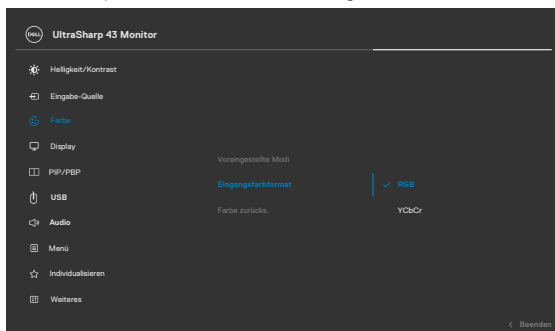 DELL UltraSharp 43 Monitor
Helligkeit/Kontrast
Eingabe-Quelle
Farbe
Display
Voreingestellte Modi
PIP/PBP
Eingangsfarbformat ✓ RGB
USB
Farbe zurücks. YCbCr
Audio
Menü
Individualisieren
Weiteres
< Beenden